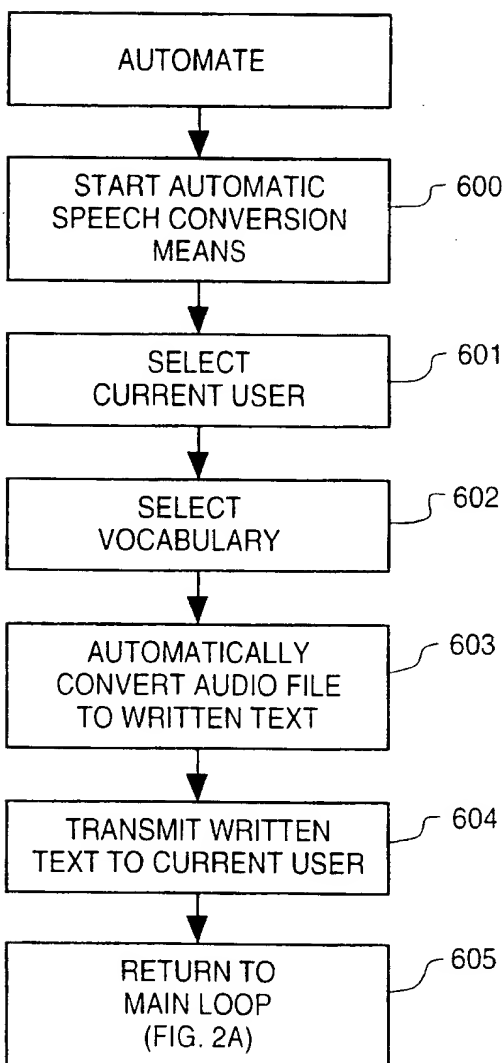 AUTOMATE
START AUTOMATIC
SPEECH CONVERSION
MEANS
600
SELECT
CURRENT USER
601
SELECT
VOCABULARY
602
AUTOMATICALLY
CONVERT AUDIO FILE
TO WRITTEN TEXT
603
TRANSMIT WRITTEN
TEXT TO CURRENT USER
604
RETURN TO
MAIN LOOP
(FIG. 2A)
605